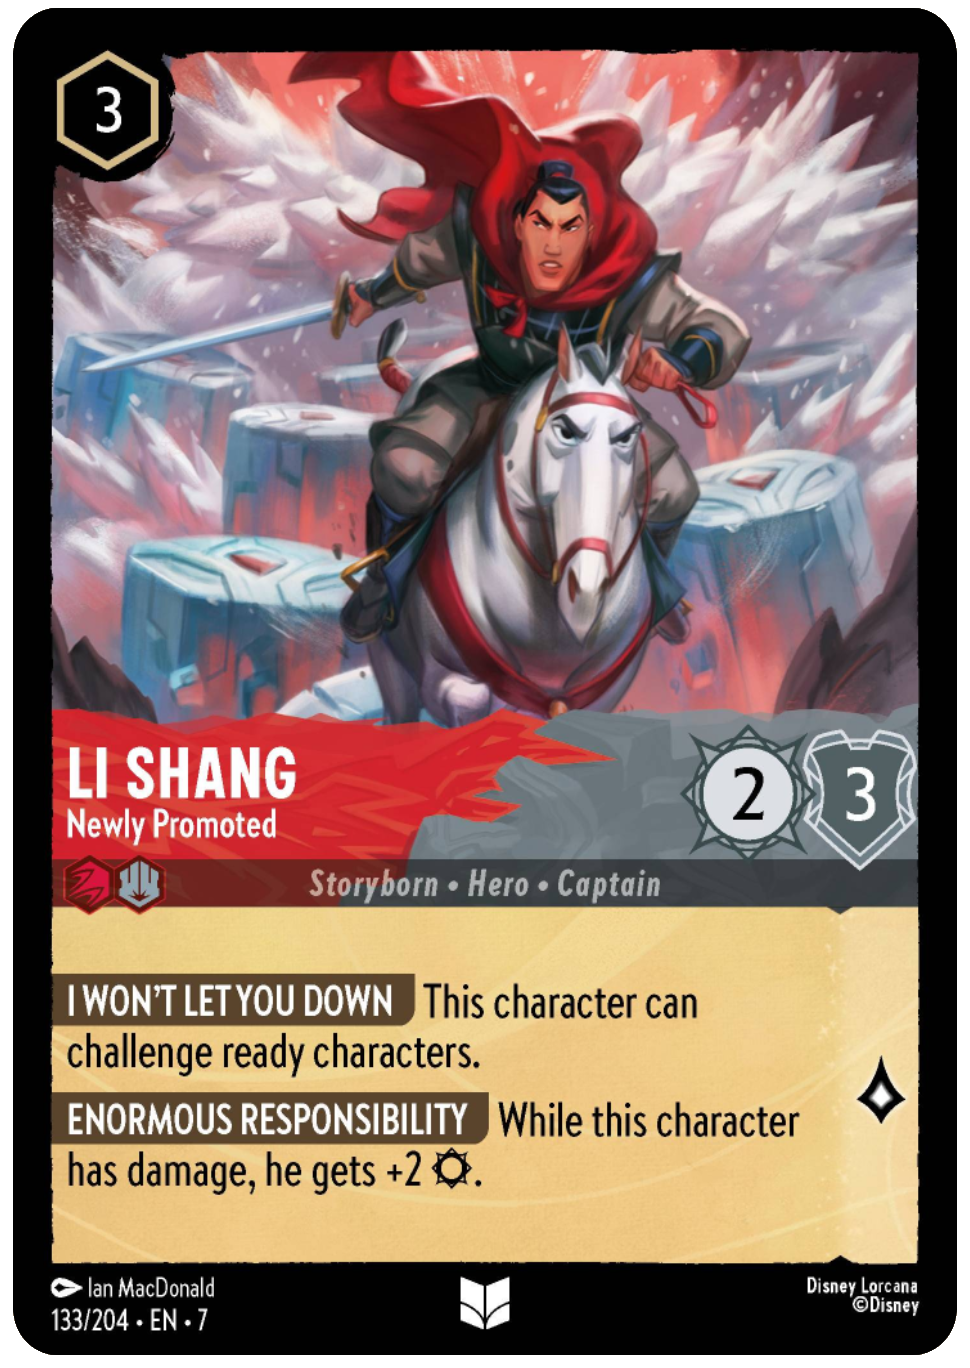 3
LI SHANG
Newly Promoted
2
3
Storyborn • Hero • Captain
I WON'T LET YOU DOWN This character can
challenge ready characters.
ENORMOUS RESPONSIBILITY While this character
has damage, he gets +2 .
Ian MacDonald
133/204 • EN • 7
Disney Lorcana
©Disney